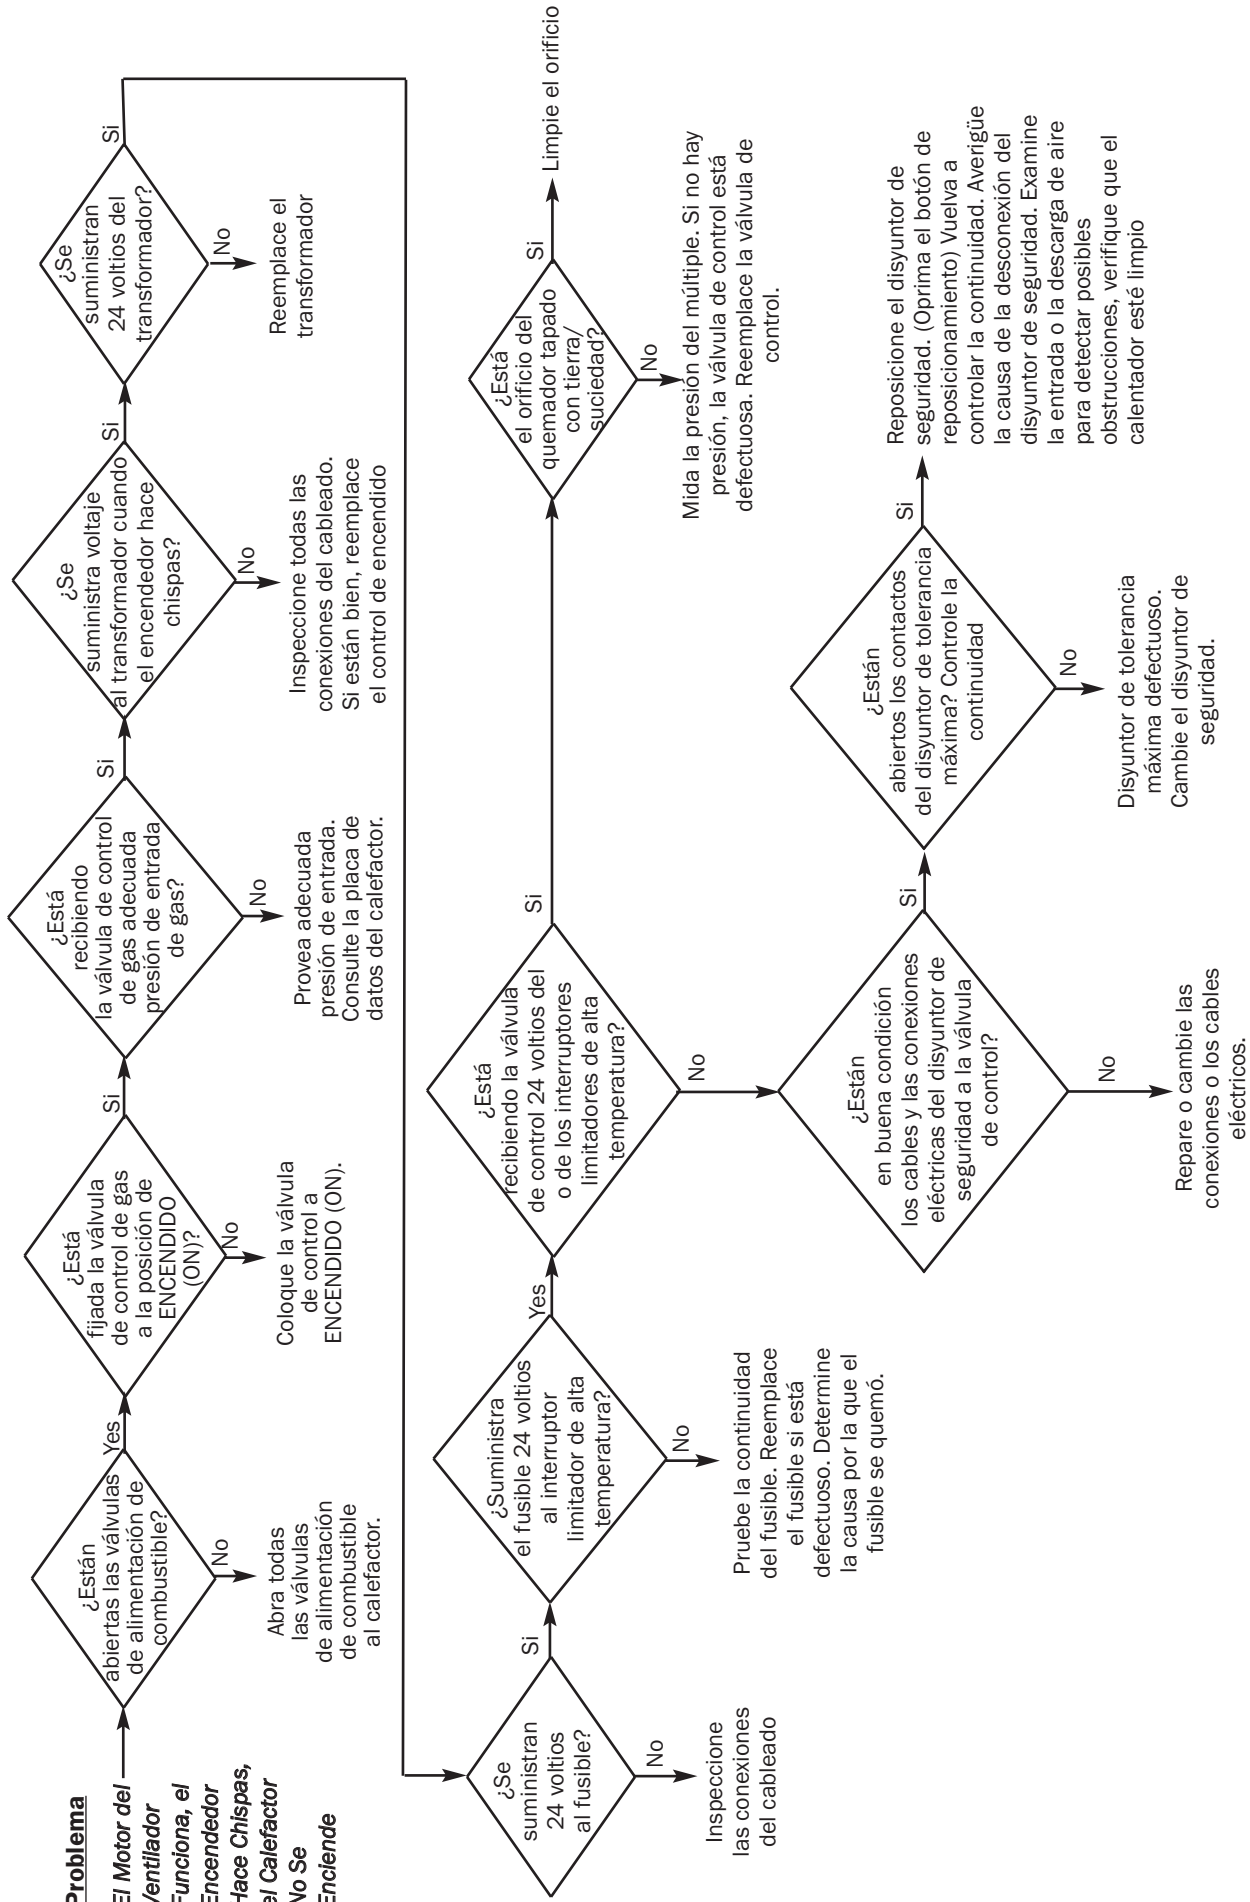 Problema
El Motor del
Ventilador
Funciona, el
Encendedor
Hace Chispas,
el Calefactor
No Se
Enciende
¿Están
abiertas las válvulas
de alimentación de
combustible?
Yes
No
Abra todas
las válvulas
de alimentación
de combustible
al calefactor.
¿Está
fijada la válvula
de control de gas
a la posición de
ENCENDIDO
(ON)?
Si
No
Coloque la válvula
de control a
ENCENDIDO (ON).
¿Está
recibiendo
la válvula de control
de gas adecuada
presión de entrada
de gas?
Si
No
Provea adecuada
presión de entrada.
Consulte la placa de
datos del calefactor.
¿Se
suministra voltaje
al transformador cuando
el encendedor hace
chispas?
Si
No
Inspeccione todas las
conexiones del cableado.
Si están bien, reemplace
el control de encendido
¿Se
suministran
24 voltios del
transformador?
Si
No
Reemplace el
transformador
¿Se
suministran
24 voltios
al fusible?
Si
No
Inspeccione
las conexiones
del cableado
¿Suministra
el fusible 24 voltios
al interruptor
limitador de alta
temperatura?
Yes
No
Pruebe la continuidad
del fusible. Reemplace
el fusible si está
defectuoso. Determine
la causa por la que el
fusible se quemó.
¿Está
recibiendo la válvula
de control 24 voltios del
o de los interruptores
limitadores de alta
temperatura?
Si
No
¿Está
el orificio del
quemador tapado
con tierra/
suciedad?
Si
Limpie el orificio
No
Mida la presión del múltiple. Si no hay
presión, la válvula de control está
defectuosa. Reemplace la válvula de
control.
¿Están
en buena condición
los cables y las conexiones
eléctricas del disyuntor de
seguridad a la válvula
de control?
Si
No
Repare o cambie las
conexiones o los cables
eléctricos.
¿Están
abiertos los contactos
del disyuntor de tolerancia
máxima? Controle la
continuidad
Si
No
Disyuntor de tolerancia
máxima defectuoso.
Cambie el disyuntor de
seguridad.
Reposicione el disyuntor de
seguridad. (Oprima el botón de
reposicionamiento) Vuelva a
controlar la continuidad. Averigüe
la causa de la desconexión del
disyuntor de seguridad. Examine
la entrada o la descarga de aire
para detectar posibles
obstrucciones, verifique que el
calentador esté limpio